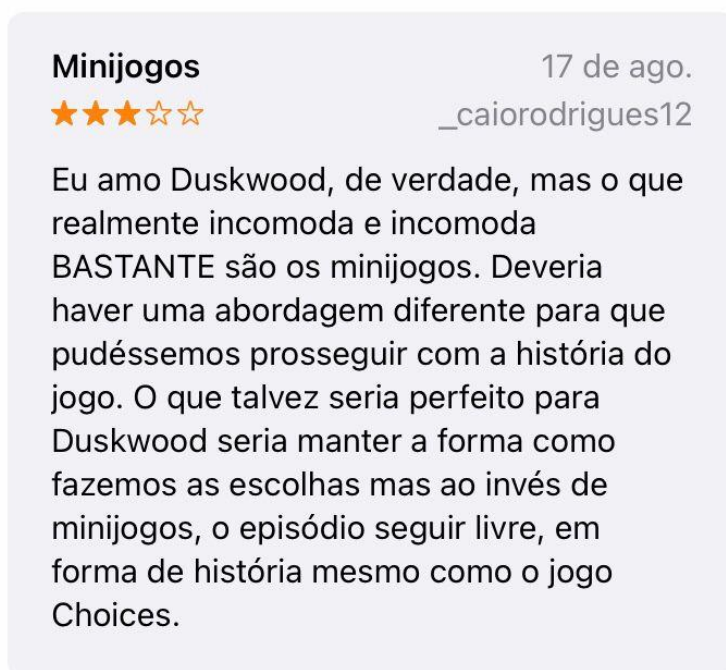 Minijogos
17 de ago.
_caiorodrigues12
Eu amo Duskwood, de verdade, mas o que
realmente incomoda e incomoda
BASTANTE são os minijogos. Deveria
haver uma abordagem diferente para que
pudéssemos prosseguir com a história do
jogo. O que talvez seria perfeito para
Duskwood seria manter a forma como
fazemos as escolhas mas ao invés de
minijogos, o episódio seguir livre, em
forma de história mesmo como o jogo
Choices.